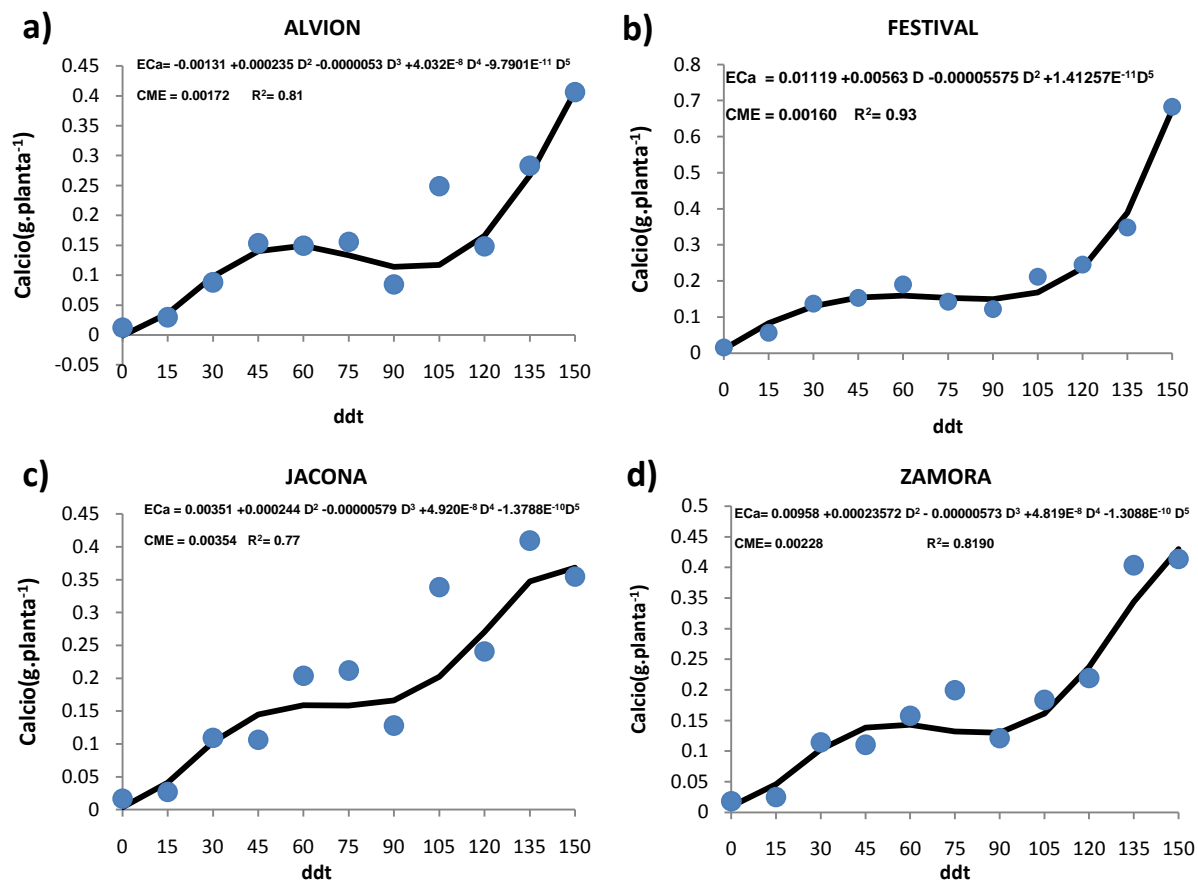 a)
ALVION
ECa= -0.00131 +0.000235 D² -0.0000053 D³ +4.032E⁻⁸ D⁴ -9.7901E⁻¹¹ D⁵
CME = 0.00172 R²= 0.81
Calcio(g.planta⁻¹)
0.45
0.4
0.35
0.3
0.25
0.2
0.15
0.1
0.05
0
-0.05
0 15 30 45 60 75 90 105 120 135 150
ddt
b)
FESTIVAL
ECa = 0.01119 +0.00563 D -0.00005575 D² +1.41257E⁻¹¹D⁵
CME = 0.00160 R²= 0.93
Calcio(g.planta⁻¹)
0.8
0.7
0.6
0.5
0.4
0.3
0.2
0.1
0
0 15 30 45 60 75 90 105 120 135 150
ddt
c)
JACONA
ECa = 0.00351 +0.000244 D² -0.00000579 D³ +4.920E⁻⁸ D⁴ -1.3788E⁻¹⁰D⁵
CME = 0.00354 R²= 0.77
Calcio(g.planta⁻¹)
0.45
0.4
0.35
0.3
0.25
0.2
0.15
0.1
0.05
0
0 15 30 45 60 75 90 105 120 135 150
ddt
d)
ZAMORA
ECa= 0.00958 +0.00023572 D² - 0.00000573 D³ +4.819E⁻⁸ D⁴ -1.3088E⁻¹⁰ D⁵
CME= 0.00228 R²= 0.8190
Calcio(g.planta⁻¹)
0.5
0.45
0.4
0.35
0.3
0.25
0.2
0.15
0.1
0.05
0
0 15 30 45 60 75 90 105 120 135 150
ddt